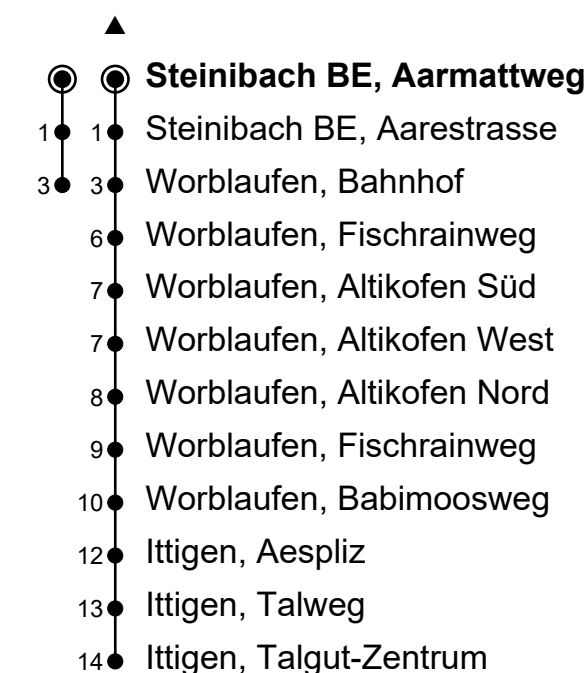 Steinibach BE, Aarmattweg
1 1 Steinibach BE, Aarestrasse
3 3 Worblaufen, Bahnhof
6 Worblaufen, Fischrainweg
7 Worblaufen, Altikofen Süd
7 Worblaufen, Altikofen West
8 Worblaufen, Altikofen Nord
9 Worblaufen, Fischrainweg
10 Worblaufen, Babimoosweg
12 Ittigen, Aespliz
13 Ittigen, Talweg
14 Ittigen, Talgut-Zentrum